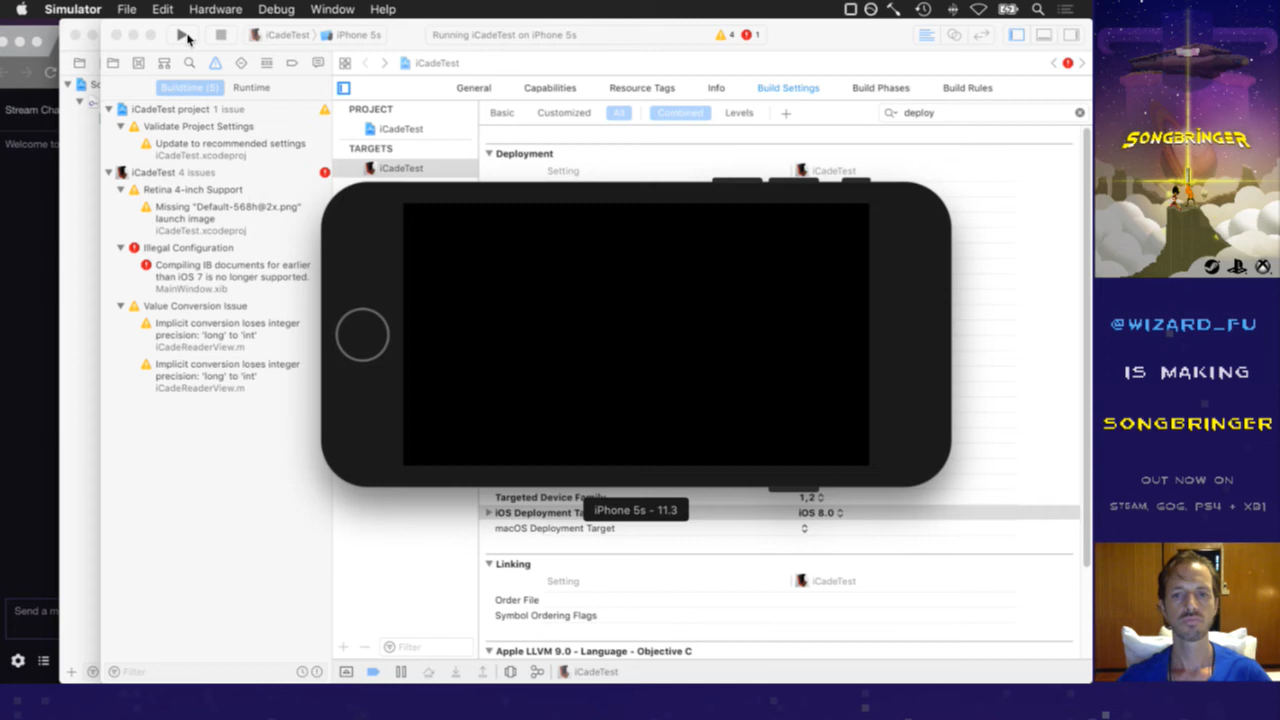 Simulator File Edit Hardware Debug Window Help
iCadeTest iPhone 5s
Running iCadeTest on iPhone 5s
4 1
iCadeTest
Stream Cha
Welcome to
Sc
Buildtime (5) Runtime
iCadeTest project 1 issue
Validate Project Settings
Update to recommended settings
iCadeTest.xcodeproj
iCadeTest 4 issues
Retina 4-inch Support
Missing "Default-568h@2x.png"
launch image
iCadeTest.xcodeproj
Illegal Configuration
Compiling IB documents for earlier
than iOS 7 is no longer supported.
MainWindow.xib
Value Conversion Issue
Implicit conversion loses integer
precision: 'long' to 'int'
iCadeReaderView.m
Implicit conversion loses integer
precision: 'long' to 'int'
iCadeReaderView.m
Filter
General Capabilities Resource Tags Info Build Settings Build Phases Build Rules
PROJECT
iCadeTest
TARGETS
iCadeTest
Filter
Basic Customized All Combined Levels +
deploy
Deployment
Setting iCadeTest
Targeted Device Family 1,2
iOS Deployment Ta iOS 8.0
macOS Deployment Target
iPhone 5s - 11.3
Linking
Setting iCadeTest
Order File
Symbol Ordering Flags
Apple LLVM 9.0 - Language - Objective C
iCadeTest
Send a m
SONGBRINGER
@WIZARD_FU
IS MAKING
SONGBRINGER
OUT NOW ON
STEAM, GOG, PS4 + XB1